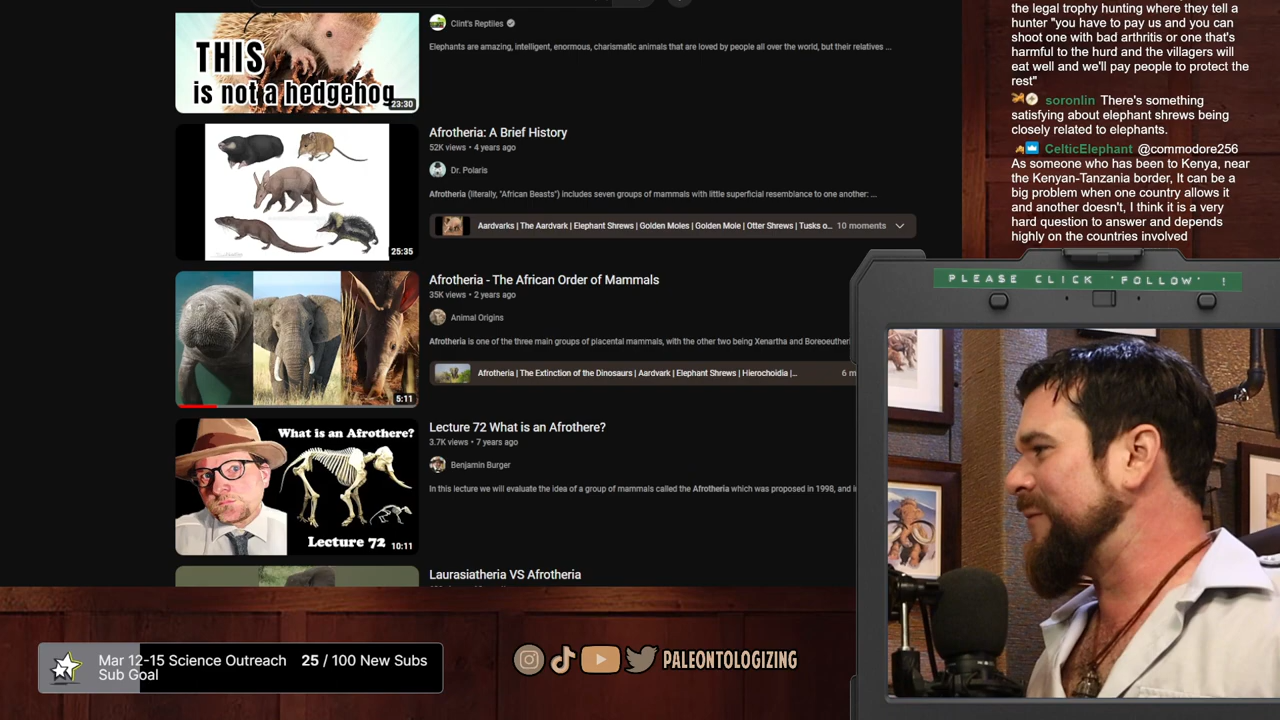 THIS
is not a hedgehog
23:30
Clint's Reptiles
Elephants are amazing, intelligent, enormous, charismatic animals that are loved by people all over the world, but their relatives ...
25:35
Afrotheria: A Brief History
52K views • 4 years ago
Dr. Polaris
Afrotheria (literally, "African Beasts") includes seven groups of mammals with little superficial resemblance to one another: ...
Aardvarks | The Aardvark | Elephant Shrews | Golden Moles | Golden Mole | Otter Shrews | Tusks o... 10 moments
5:11
Afrotheria - The African Order of Mammals
35K views • 2 years ago
Animal Origins
Afrotheria is one of the three main groups of placental mammals, with the other two being Xenartha and Boreoeuther
Afrotheria | The Extinction of the Dinosaurs | Aardvark | Elephant Shrews | Hierochoidia |... 6 m
What is an Afrothere?
Lecture 72
10:11
Lecture 72 What is an Afrothere?
3.7K views • 7 years ago
Benjamin Burger
In this lecture we will evaluate the idea of a group of mammals called the Afrotheria which was proposed in 1998, and
Laurasiatheria VS Afrotheria
the legal trophy hunting where they tell a
hunter "you have to pay us and you can
shoot one with bad arthritis or one that's
harmful to the hurd and the villagers will
eat well and we'll pay people to protect the
rest"
soronlin There's something
satisfying about elephant shrews being
closely related to elephants.
CelticElephant @commodore256
As someone who has been to Kenya, near
the Kenyan-Tanzania border, It can be a
big problem when one country allows it
and another doesn't, I think it is a very
hard question to answer and depends
highly on the countries involved
PLEASE CLICK 'FOLLOW' !
Mar 12-15 Science Outreach 25 / 100 New Subs
Sub Goal
PALEONTOLOGIZING